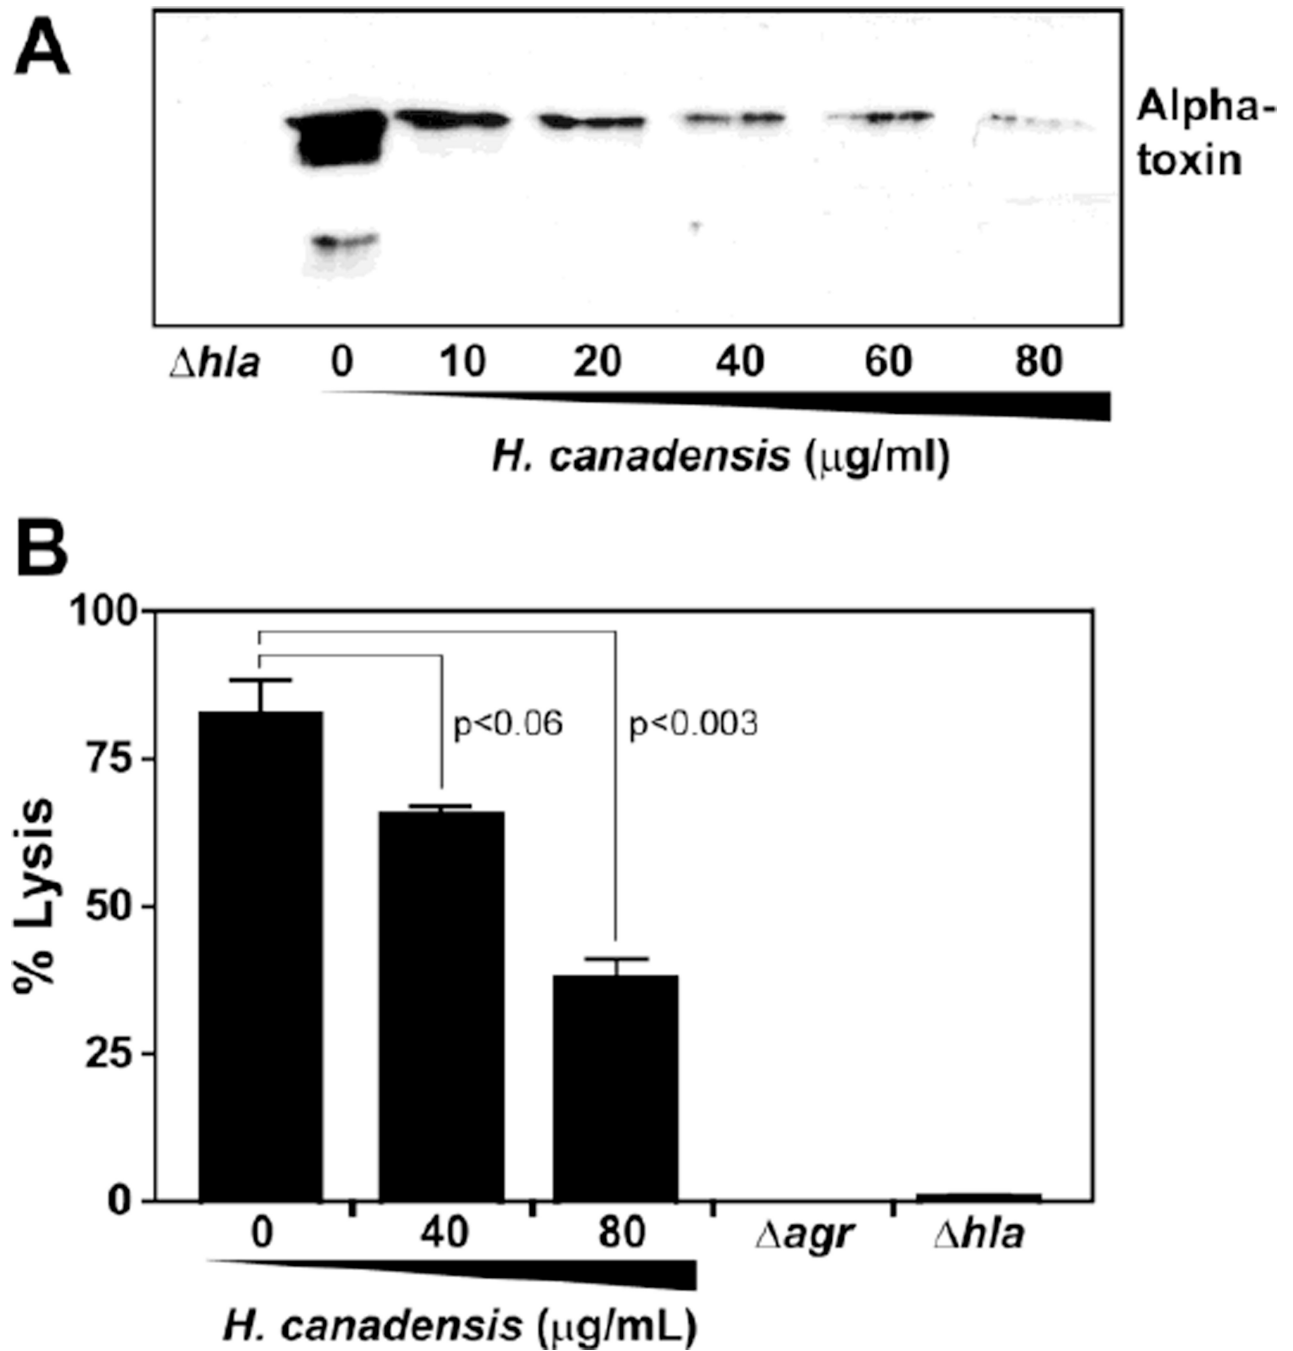 A
Alpha-
toxin
Δhla 0 10 20 40 60 80
H. canadensis (μg/ml)
B
100
75
50
25
0
% Lysis
p<0.06 p<0.003
0 40 80 Δagr Δhla
H. canadensis (μg/mL)